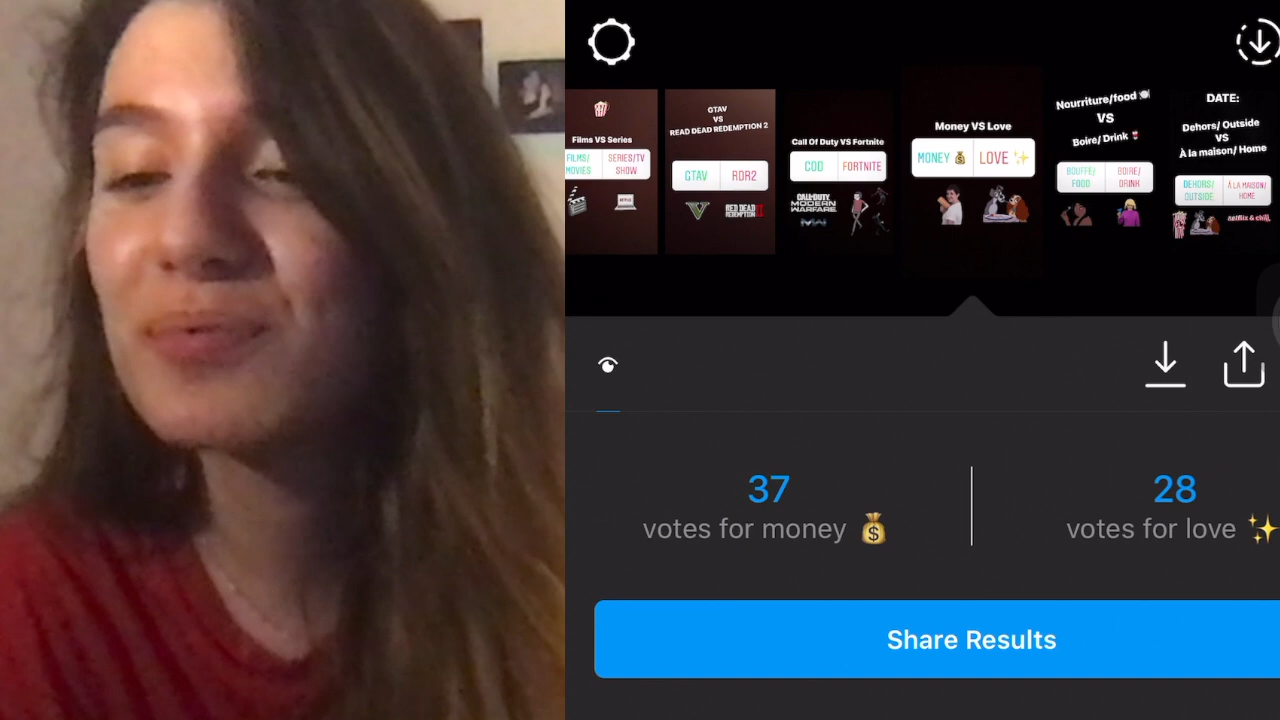 Films VS Series
FILMS/
MOVIES
SERIES/TV
SHOW
NETFLIX
GTAV
VS
READ DEAD REDEMPTION 2
GTAV
RDR2
V
RED DEAD
REDEMPTION II
Call Of Duty VS Fortnite
COD
FORTNITE
CALL OF DUTY
MODERN
WARFARE
MW
Money VS Love
MONEY 💰
LOVE ✨
Nourriture/food 🍽
VS
Boire/ Drink 🍹
BOUFFE/
FOOD
BOIRE/
DRINK
DATE:
Dehors/ Outside
VS
À la maison/ Home
DEHORS/
OUTSIDE
À LA MAISON/
HOME
netflix & chill
37
votes for money 💰
28
votes for love ✨
Share Results